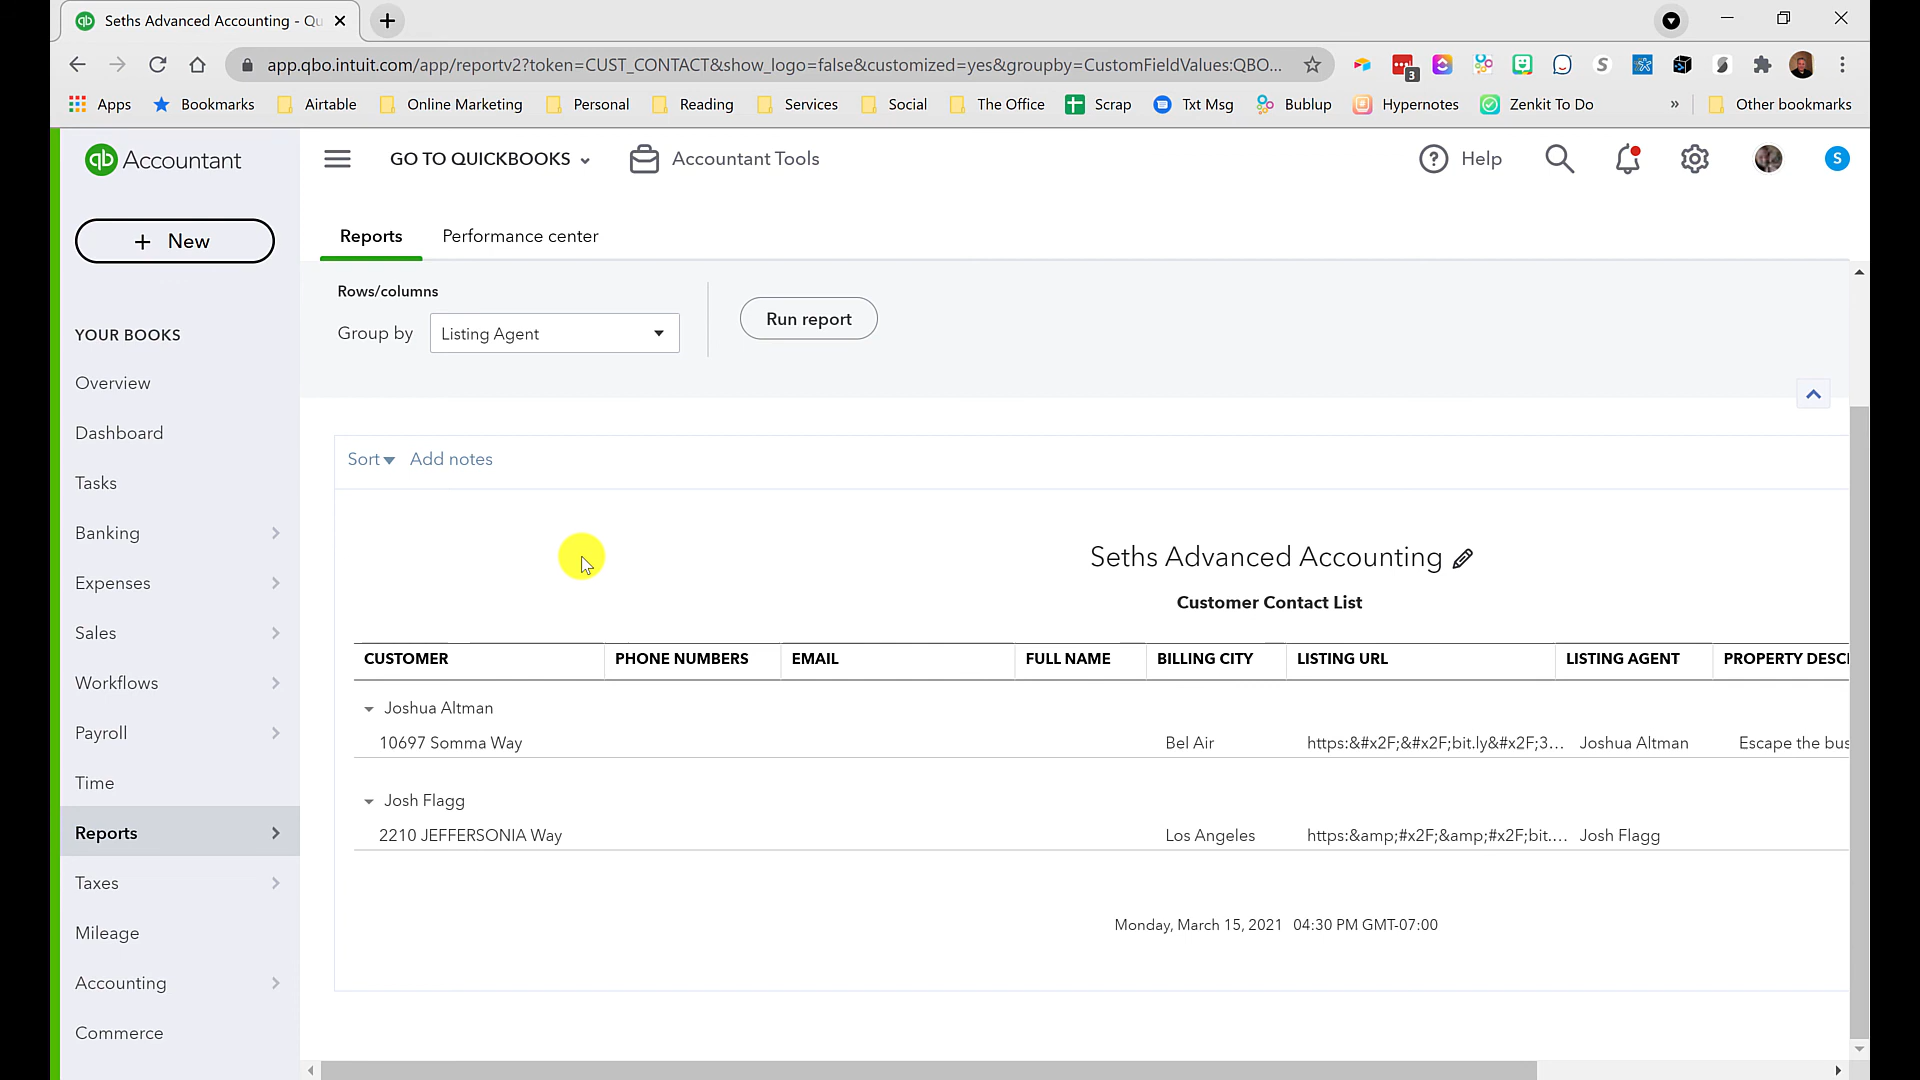 Seths Advanced Accounting - Qu
app.qbo.intuit.com/app/reportv2?token=CUST_CONTACT&show_logo=false&customized=yes&groupby=CustomFieldValues:QBO...
3
Apps Bookmarks Airtable Online Marketing Personal Reading Services Social The Office Scrap Txt Msg Bublup Hypernotes Zenkit To Do » Other bookmarks
qb Accountant
GO TO QUICKBOOKS Accountant Tools Help S
+ New
Reports Performance center
Rows/columns
Group by Listing Agent Run report
YOUR BOOKS
Overview
Dashboard
Tasks
Banking
Expenses
Sales
Workflows
Payroll
Time
Reports
Taxes
Mileage
Accounting
Commerce
Sort Add notes
Seths Advanced Accounting
Customer Contact List
CUSTOMER PHONE NUMBERS EMAIL FULL NAME BILLING CITY LISTING URL LISTING AGENT PROPERTY DESC
Joshua Altman
10697 Somma Way Bel Air https:&#x2F;&#x2F;bit.ly&#x2F;3... Joshua Altman Escape the bus
Josh Flagg
2210 JEFFERSONIA Way Los Angeles https:&amp;#x2F;&amp;#x2F;bit.... Josh Flagg
Monday, March 15, 2021 04:30 PM GMT-07:00